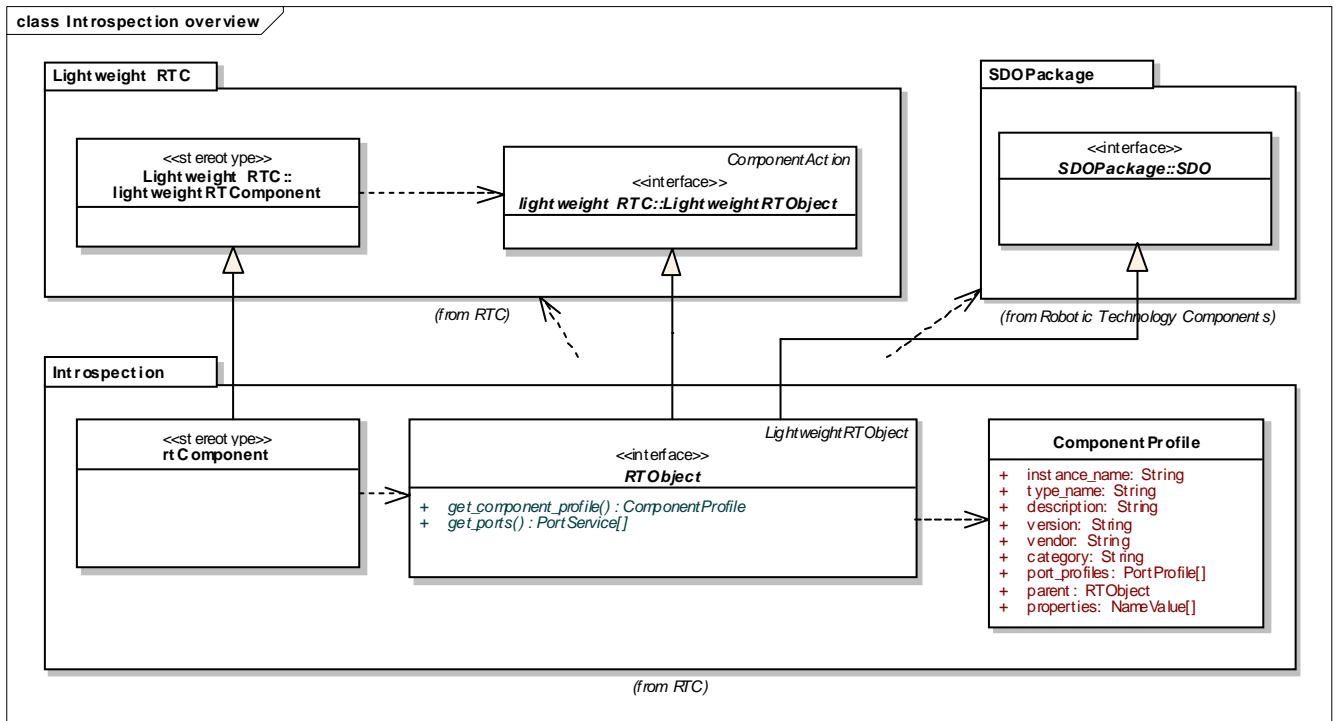 class Introspection overview
Lightweight RTC
SDOPackage
<<stereotype>>
Lightweight RTC::
lightweightRTComponent
ComponentAction
<<interface>>
lightweight RTC::LightweightRTObject
<<interface>>
SDOPackage::SDO
(from RTC)
(from Robotic Technology Components)
Introspection
<<stereotype>>
rtComponent
LightweightRTObject
<<interface>>
RTObject
+ get_component_profile() : ComponentProfile
+ get_ports() : PortService[]
ComponentProfile
+ instance_name: String
+ type_name: String
+ description: String
+ version: String
+ vendor: String
+ category: String
+ port_profiles: PortProfile[]
+ parent: RTObject
+ properties: NameValue[]
(from RTC)